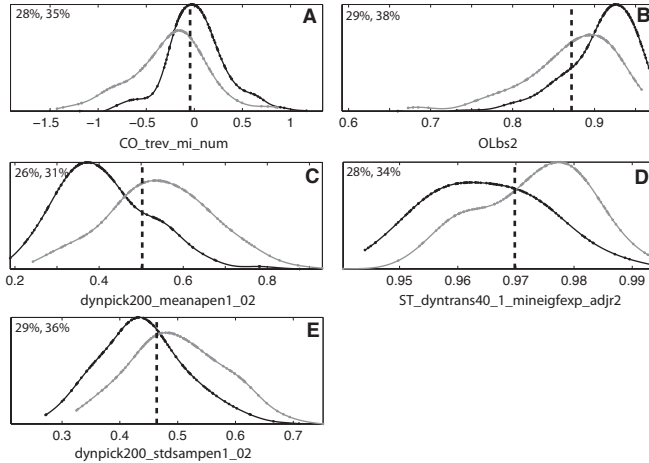 28%, 35%
A
−1.5 −1 −0.5 0 0.5 1
CO_trev_mi_num
29%, 38%
B
0.6 0.7 0.8 0.9
OLbs2
26%, 31%
C
0.2 0.4 0.6 0.8
dynpick200_meanapen1_02
28%, 34%
D
0.95 0.96 0.97 0.98 0.99
ST_dyntrans40_1_mineigfexp_adjr2
29%, 36%
E
0.3 0.4 0.5 0.6 0.7
dynpick200_stdsampen1_02